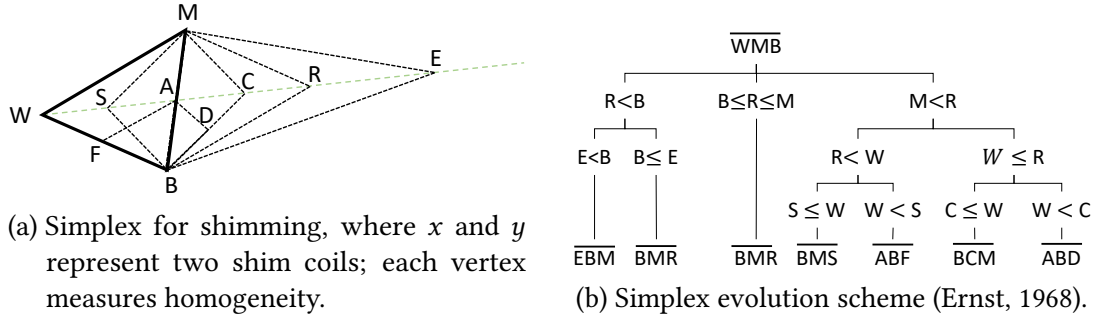 M
E
R
C
A
S
D
W
F
B
(a) Simplex for shimming, where x and y
represent two shim coils; each vertex
measures homogeneity.
WMB
R<B B≤R≤M M<R
E<B B≤ E R< W W ≤ R
S ≤ W W < S C ≤ W W < C
EBM BMR BMR BMS ABF BCM ABD
(b) Simplex evolution scheme (Ernst, 1968).